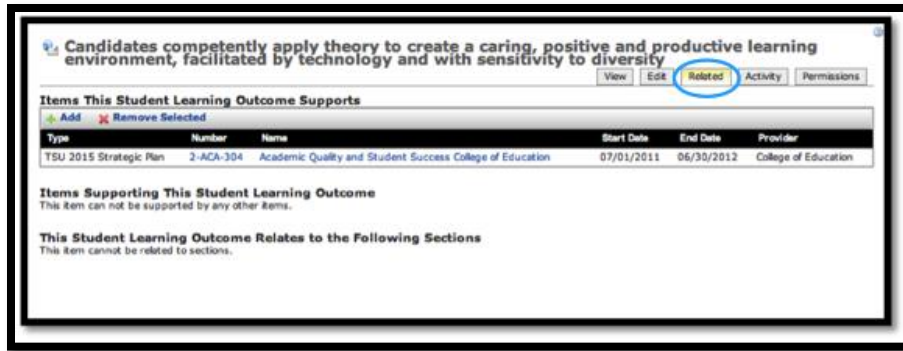 Candidates competently apply theory to create a caring, positive and productive learning
environment, facilitated by technology and with sensitivity to diversity
View Edit Related Activity Permissions
Items This Student Learning Outcome Supports
Add Remove Selected
Type Number Name Start Date End Date Provider
TSU 2015 Strategic Plan 2-ACA-304 Academic Quality and Student Success College of Education 07/01/2011 06/30/2012 College of Education
Items Supporting This Student Learning Outcome
This item can not be supported by any other items.
This Student Learning Outcome Relates to the Following Sections
This item cannot be related to sections.